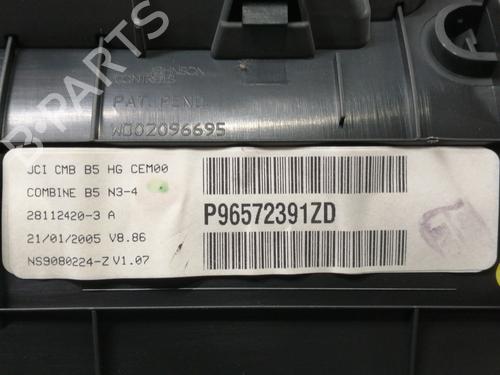 JOHNSON
CONTROLS
PAT. PEND.
WO02096695
B-PARTS
JCI CMB B5 HG CEM00
COMBINE B5 N3-4
28112420-3 A
21/01/2005 V8.86
NS9080224-Z V1.07
P96572391ZD